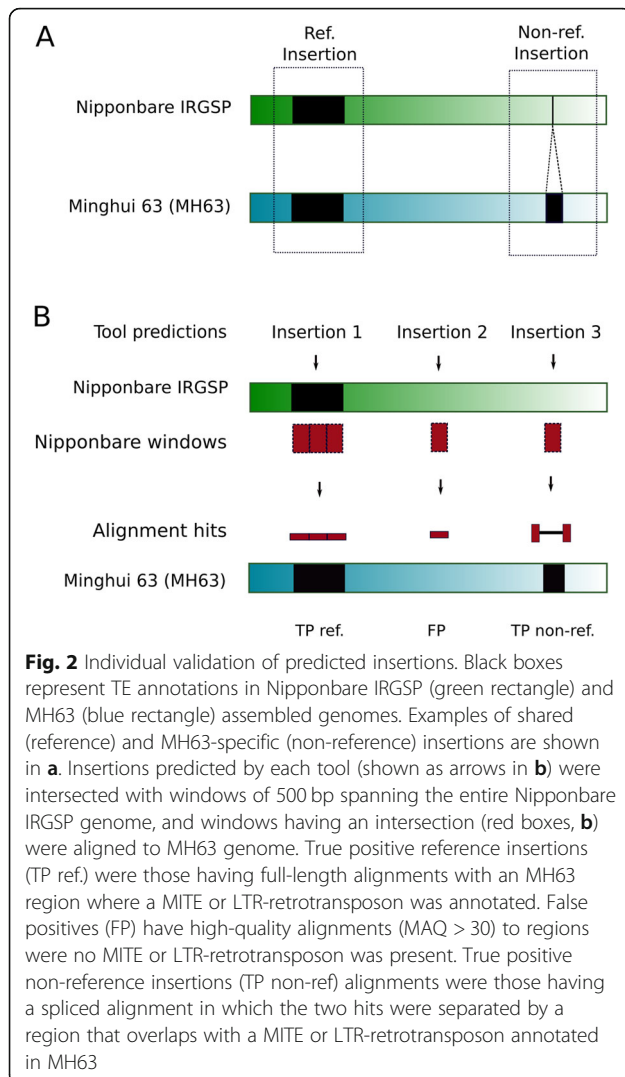 A
Ref.
Insertion
Non-ref.
Insertion
Nipponbare IRGSP
Minghui 63 (MH63)
B
Tool predictions
Insertion 1
Insertion 2
Insertion 3
Nipponbare IRGSP
Nipponbare windows
Alignment hits
Minghui 63 (MH63)
TP ref.
FP
TP non-ref.
Fig. 2 Individual validation of predicted insertions. Black boxes
represent TE annotations in Nipponbare IRGSP (green rectangle) and
MH63 (blue rectangle) assembled genomes. Examples of shared
(reference) and MH63-specific (non-reference) insertions are shown
in a. Insertions predicted by each tool (shown as arrows in b) were
intersected with windows of 500 bp spanning the entire Nipponbare
IRGSP genome, and windows having an intersection (red boxes, b)
were aligned to MH63 genome. True positive reference insertions
(TP ref.) were those having full-length alignments with an MH63
region where a MITE or LTR-retrotransposon was annotated. False
positives (FP) have high-quality alignments (MAQ > 30) to regions
were no MITE or LTR-retrotransposon was present. True positive
non-reference insertions (TP non-ref) alignments were those having
a spliced alignment in which the two hits were separated by a
region that overlaps with a MITE or LTR-retrotransposon annotated
in MH63